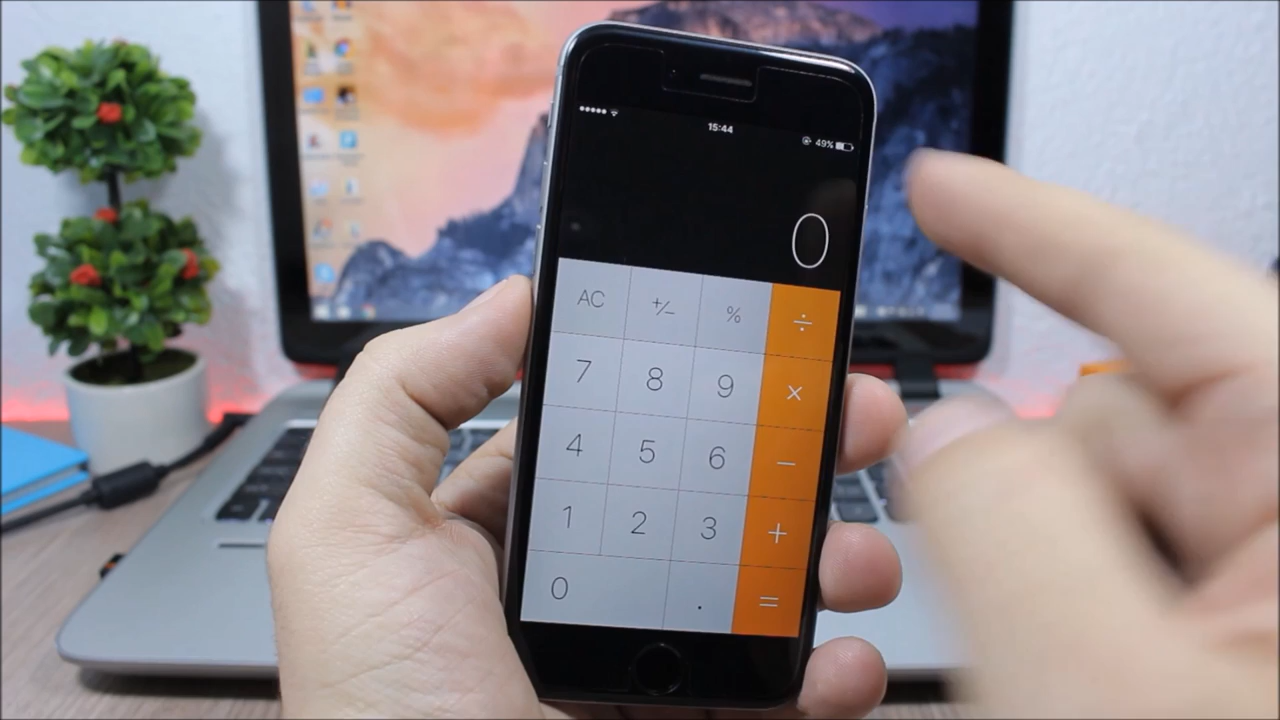 15:44
49%
0
AC +/- % ÷
7 8 9 ×
4 5 6 −
1 2 3 +
0 . =